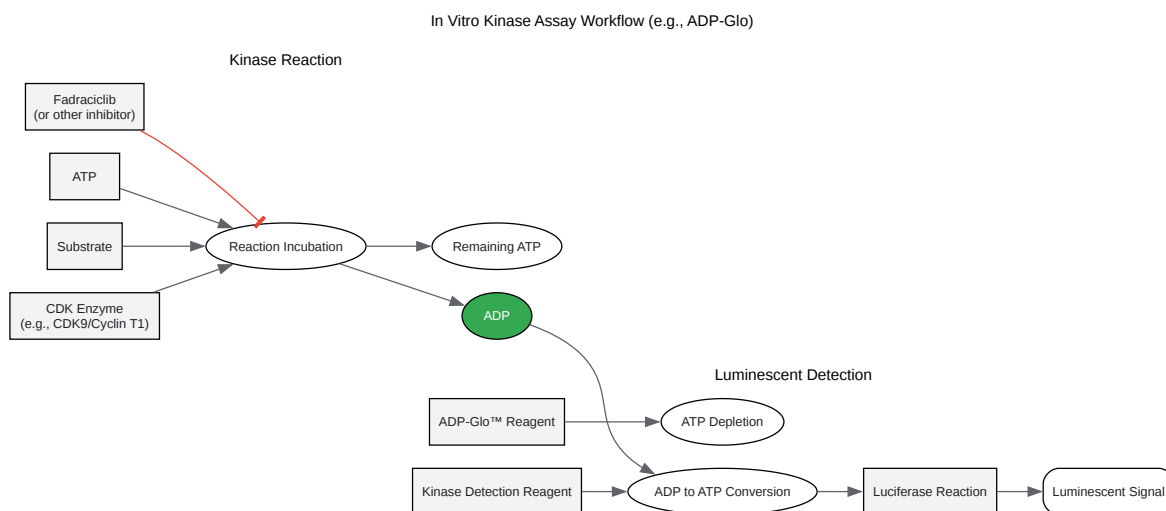 In Vitro Kinase Assay Workflow (e.g., ADP-Glo)
Kinase Reaction
Fadraciclib
(or other inhibitor)
ATP
Substrate
Reaction Incubation
Remaining ATP
CDK Enzyme
(e.g., CDK9/Cyclin T1)
ADP
Luminescent Detection
ADP-Glo™ Reagent
ATP Depletion
Kinase Detection Reagent
ADP to ATP Conversion
Luciferase Reaction
Luminescent Signal